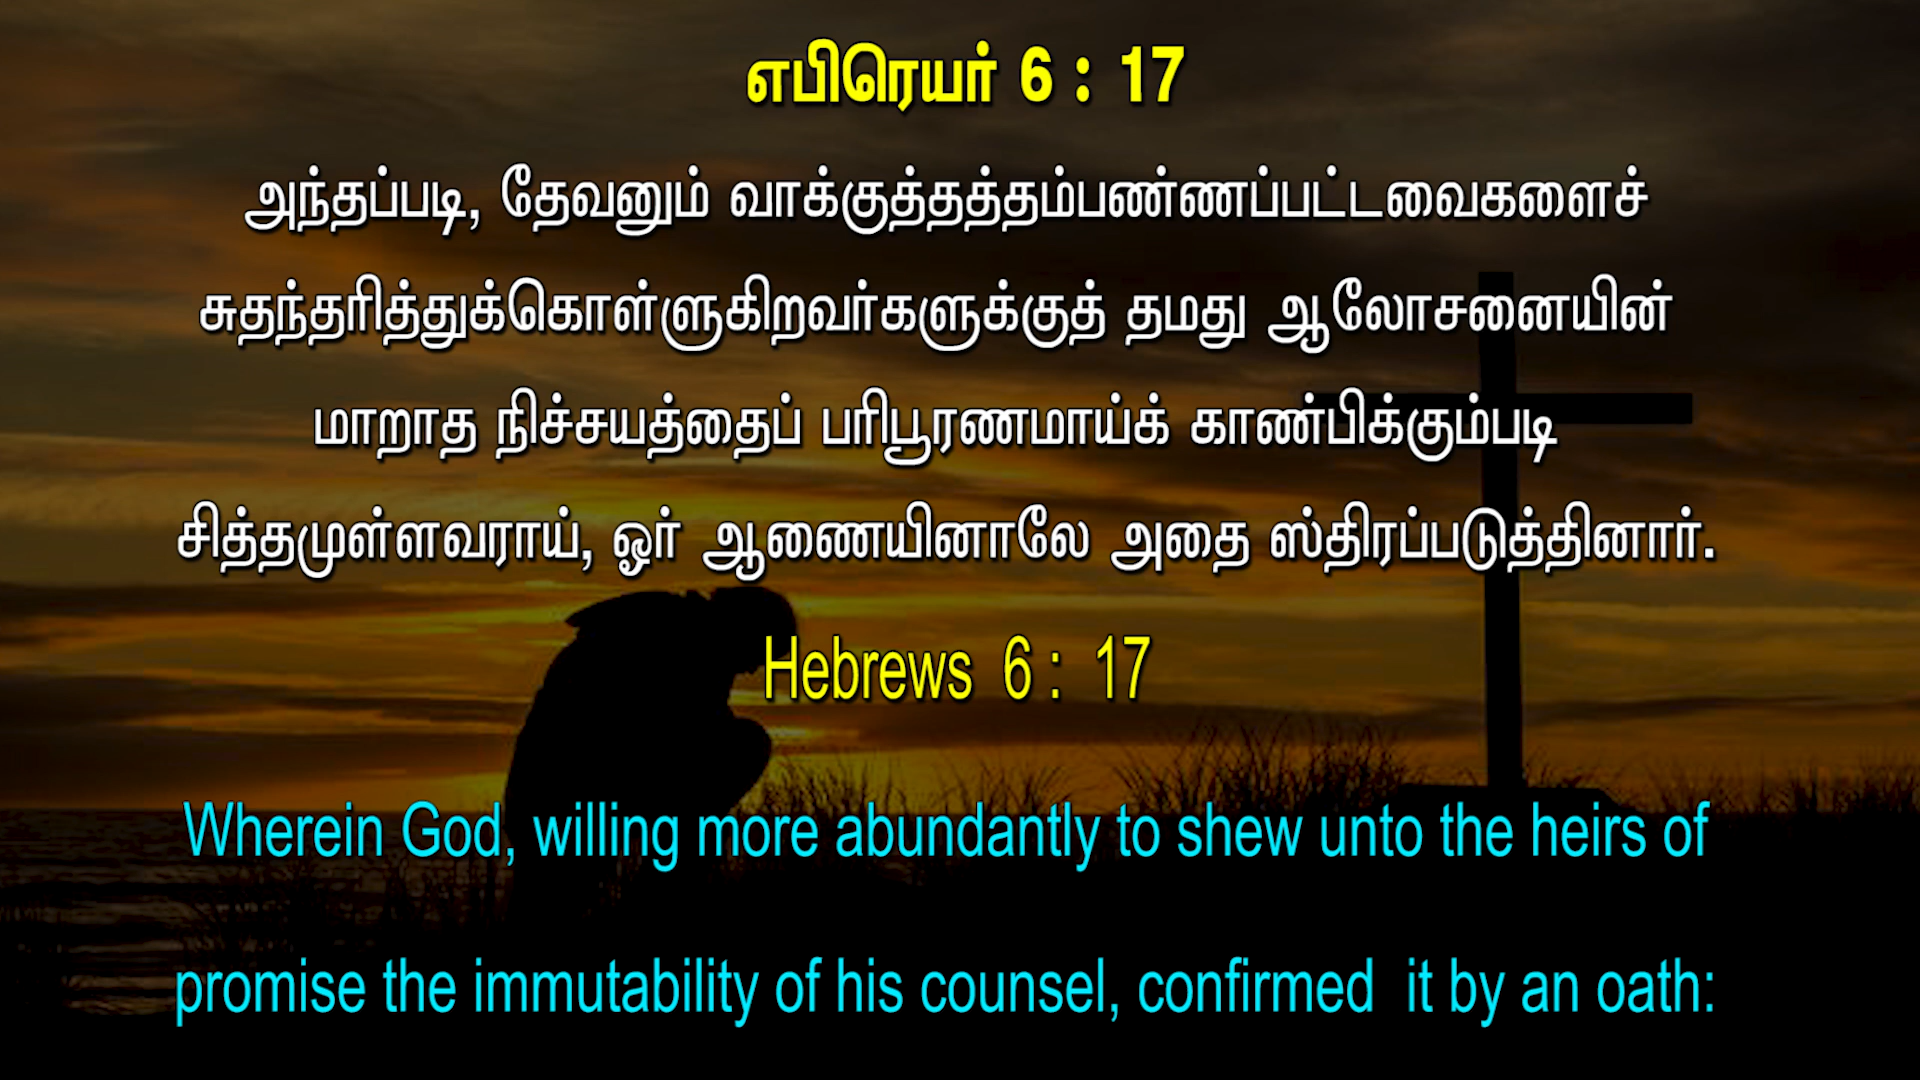 எபிரெயர் 6 : 17
அந்தப்படி, தேவனும் வாக்குத்தத்தம்பண்ணப்பட்டவைகளைச்
சுதந்தரித்துக்கொள்ளுகிறவர்களுக்குத் தமது ஆலோசனையின்
மாறாத நிச்சயத்தைப் பரிபூரணமாய்க் காண்பிக்கும்படி
சித்தமுள்ளவராய், ஓர் ஆணையினாலே அதை ஸ்திரப்படுத்தினார்.
Hebrews 6 : 17
Wherein God, willing more abundantly to shew unto the heirs of
promise the immutability of his counsel, confirmed it by an oath: